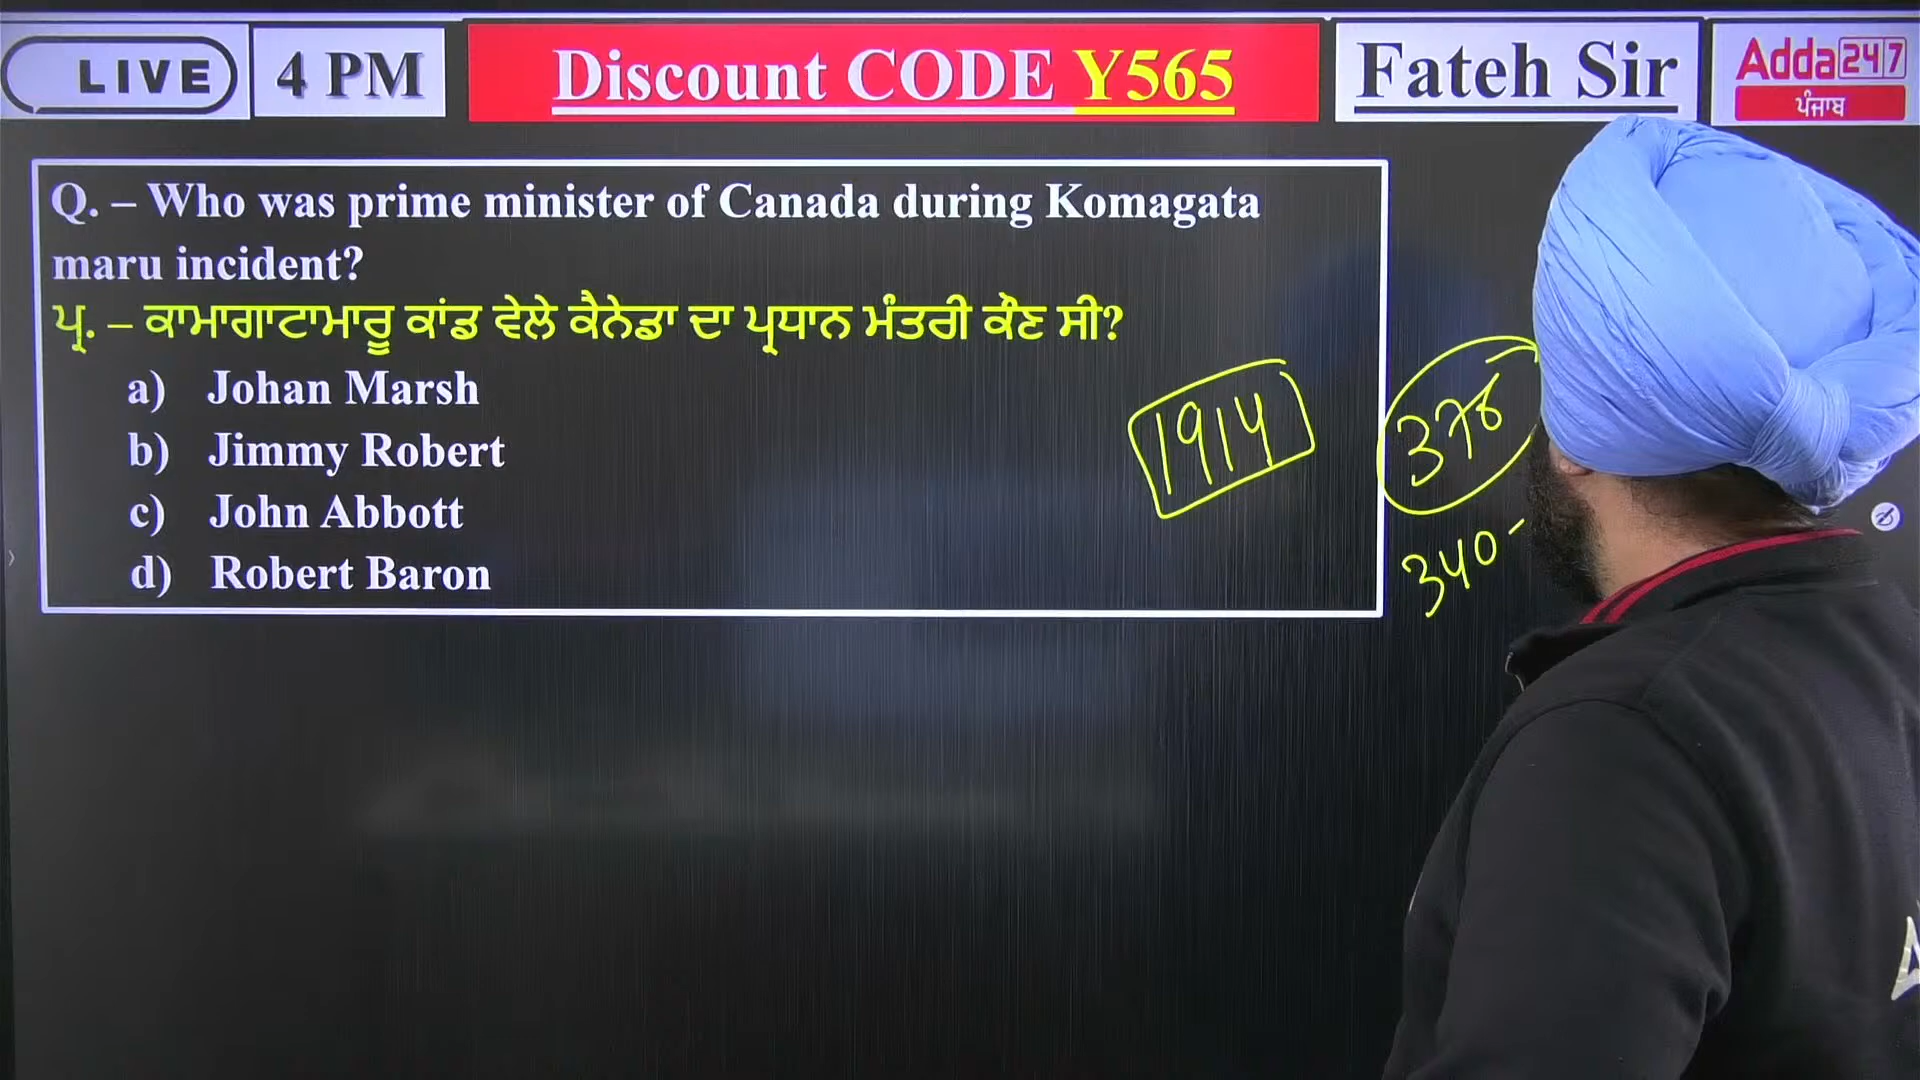 LIVE
4 PM
Discount CODE Y565
Fateh Sir
Adda247
ਪੰਜਾਬ
Q. – Who was prime minister of Canada during Komagata
maru incident?
ਪ੍ਰ. – ਕਾਮਾਗਾਟਾਮਾਰੂ ਕਾਂਡ ਵੇਲੇ ਕੈਨੇਡਾ ਦਾ ਪ੍ਰਧਾਨ ਮੰਤਰੀ ਕੌਣ ਸੀ?
a) Johan Marsh
b) Jimmy Robert
c) John Abbott
d) Robert Baron
1914
376
340-